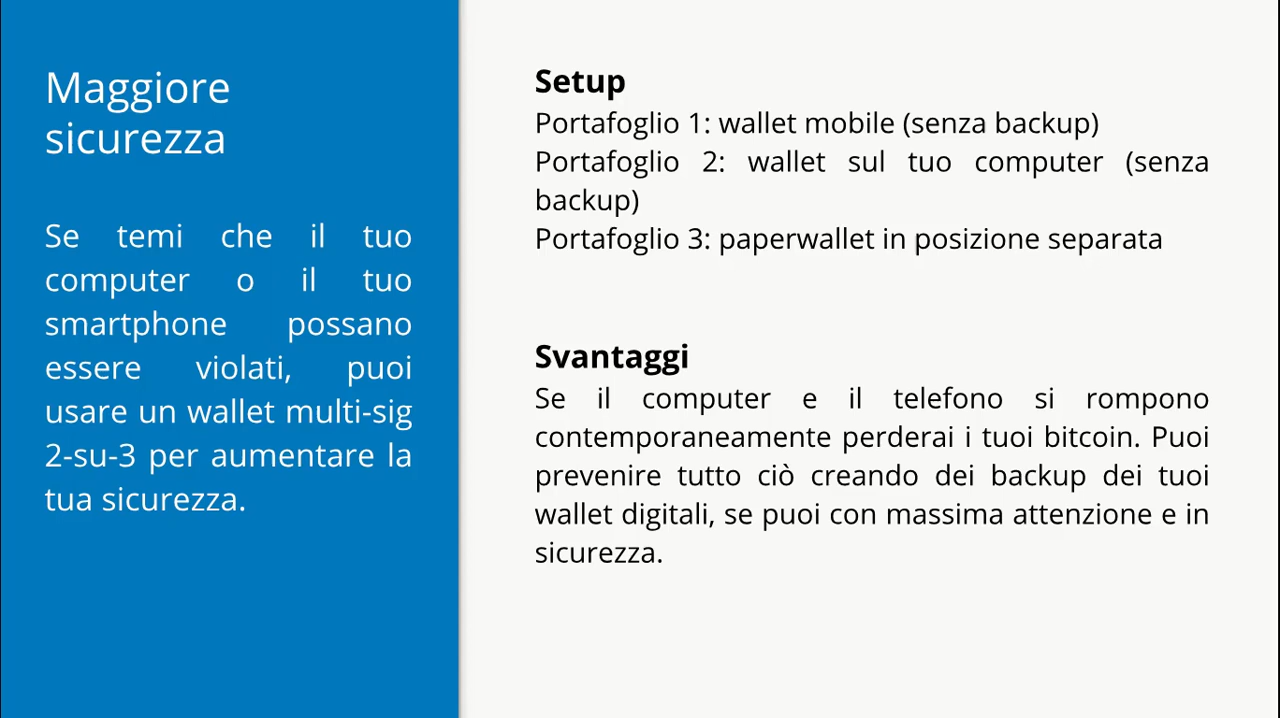 Maggiore
sicurezza
Se temi che il tuo
computer o il tuo
smartphone possano
essere violati, puoi
usare un wallet multi-sig
2-su-3 per aumentare la
tua sicurezza.
Setup
Portafoglio 1: wallet mobile (senza backup)
Portafoglio 2: wallet sul tuo computer (senza
backup)
Portafoglio 3: paperwallet in posizione separata
Svantaggi
Se il computer e il telefono si rompono
contemporaneamente perderai i tuoi bitcoin. Puoi
prevenire tutto ciò creando dei backup dei tuoi
wallet digitali, se puoi con massima attenzione e in
sicurezza.